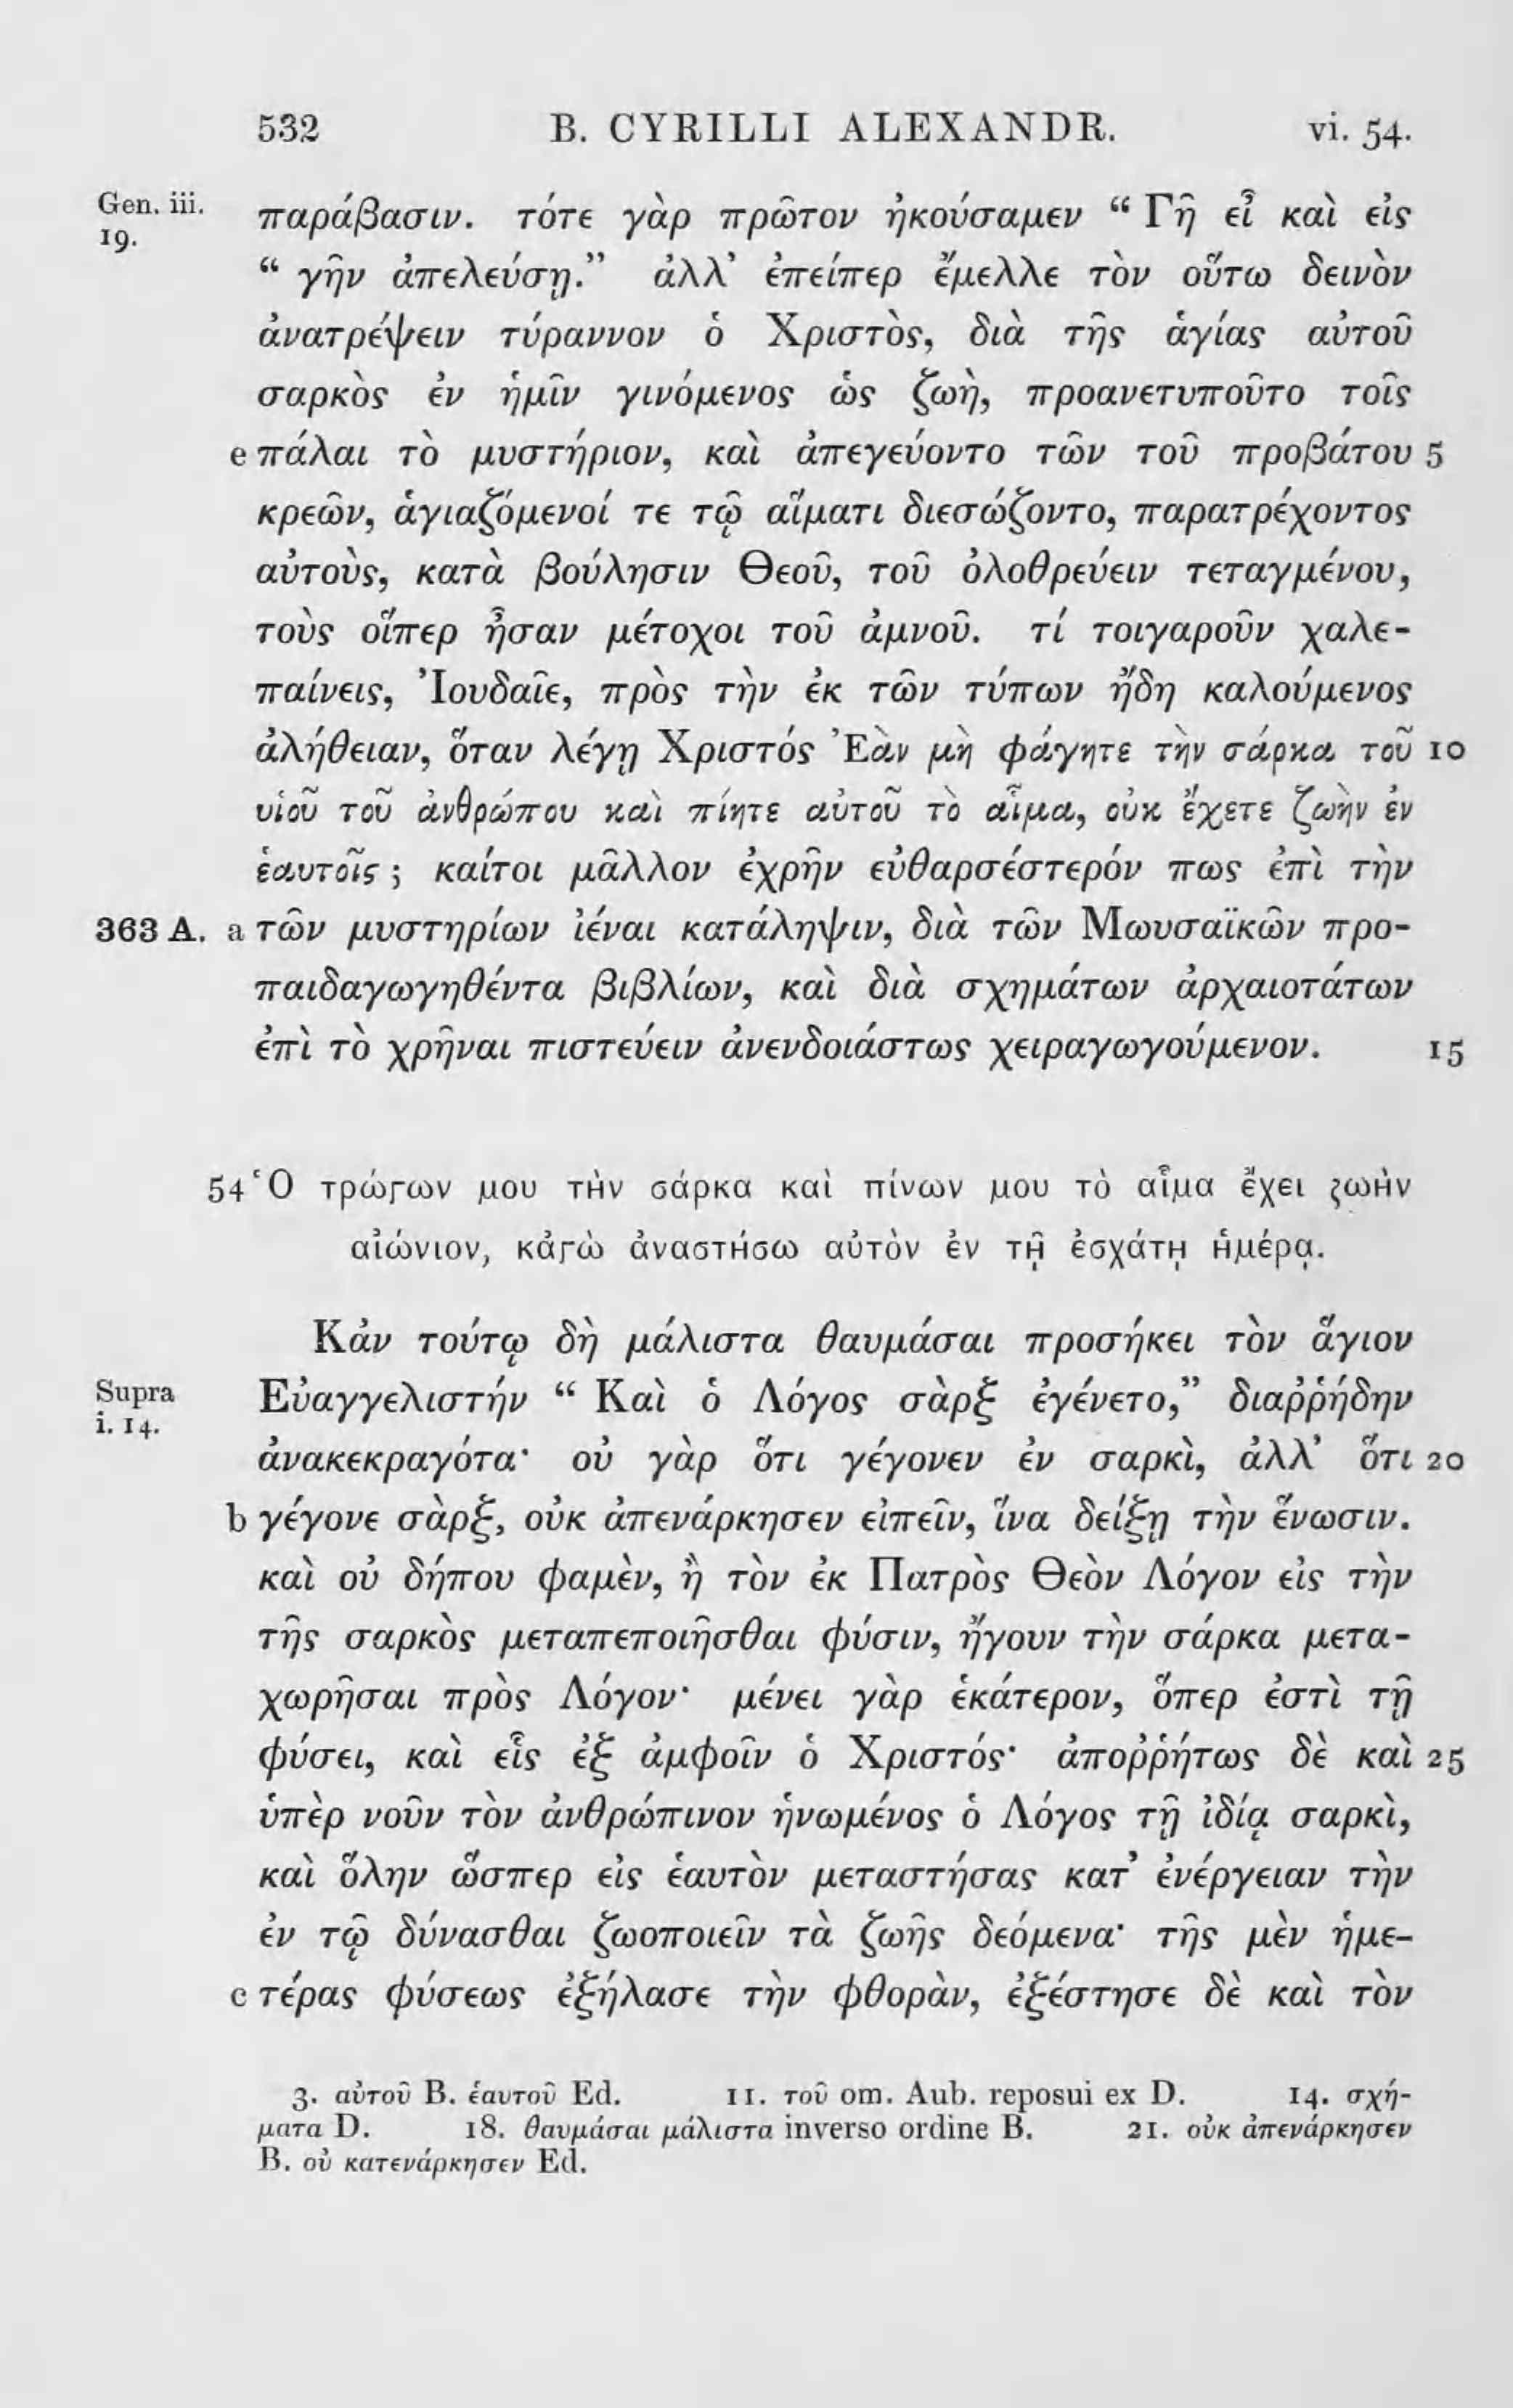 532 B. CYRILLI ALEXANDR. vi. 54.
Gen. iii. παράβασιν. τότε γὰρ πρῶτον ἠκούσαμεν “ Γῆ εἶ καὶ εἰς
19. “ γῆν ἀπελεύσῃ.” ἀλλ’ ἐπείπερ ἔμελλε τὸν οὕτω δεινὸν
ἀνατρέψειν τύραννον ὁ Χριστὸς, διὰ τῆς ἁγίας αὐτοῦ
σαρκὸς ἐν ἡμῖν γινόμενος ὡς ζωὴ, προανετυποῦτο τοῖς
e πάλαι τὸ μυστήριον, καὶ ἀπεγεύοντο τῶν τοῦ προβάτου 5
κρεῶν, ἁγιαζόμενοί τε τῷ αἵματι διεσώζοντο, παρατρέχοντος
αὐτοὺς, κατὰ βούλησιν Θεοῦ, τοῦ ὀλοθρεύειν τεταγμένου,
τοὺς οἵπερ ἦσαν μέτοχοι τοῦ ἀμνοῦ. τί τοιγαροῦν χαλε-
παίνεις, Ἰουδαῖε, πρὸς τὴν ἐκ τῶν τύπων ἤδη καλούμενος
ἀλήθειαν, ὅταν λέγῃ Χριστός Ἐὰν μὴ φάγητε τὴν σάρκα τοῦ 10
υἱοῦ τοῦ ἀνθρώπου καὶ πίητε αὐτοῦ τὸ αἷμα, οὐκ ἔχετε ζωὴν ἐν
ἑαυτοῖς ; καίτοι μᾶλλον ἐχρῆν εὐθαρσέστερόν πως ἐπὶ τὴν
363 A. a τῶν μυστηρίων ἰέναι κατάληψιν, διὰ τῶν Μωυσαϊκῶν προ-
παιδαγωγηθέντα βιβλίων, καὶ διὰ σχημάτων ἀρχαιοτάτων
ἐπὶ τὸ χρῆναι πιστεύειν ἀνενδοιάστως χειραγωγούμενον. 15
54 Ὁ τρώγων μου τὴν σάρκα καὶ πίνων μου τὸ αἷμα ἔχει ζωὴν
αἰώνιον, κἀγὼ ἀναστήσω αὐτὸν ἐν τῇ ἐσχάτῃ ἡμέρᾳ.
Κἀν τούτῳ δὴ μάλιστα θαυμάσαι προσήκει τὸν ἅγιον
Supra Εὐαγγελιστήν “ Καὶ ὁ Λόγος σὰρξ ἐγένετο,” διαῤῥήδην
i. 14. ἀνακεκραγότα· οὐ γὰρ ὅτι γέγονεν ἐν σαρκὶ, ἀλλ’ ὅτι 20
b γέγονε σὰρξ, οὐκ ἀπενάρκησεν εἰπεῖν, ἵνα δείξῃ τὴν ἕνωσιν.
καὶ οὐ δήπου φαμὲν, ἢ τὸν ἐκ Πατρὸς Θεὸν Λόγον εἰς τὴν
τῆς σαρκὸς μεταπεποιῆσθαι φύσιν, ἤγουν τὴν σάρκα μετα-
χωρῆσαι πρὸς Λόγον· μένει γὰρ ἑκάτερον, ὅπερ ἐστὶ τῇ
φύσει, καὶ εἷς ἐξ ἀμφοῖν ὁ Χριστός· ἀποῤῥήτως δὲ καὶ 25
ὑπὲρ νοῦν τὸν ἀνθρώπινον ἡνωμένος ὁ Λόγος τῇ ἰδίᾳ σαρκὶ,
καὶ ὅλην ὥσπερ εἰς ἑαυτὸν μεταστήσας κατ’ ἐνέργειαν τὴν
ἐν τῷ δύνασθαι ζωοποιεῖν τὰ ζωῆς δεόμενα· τῆς μὲν ἡμε-
c τέρας φύσεως ἐξήλασε τὴν φθορὰν, ἐξέστησε δὲ καὶ τὸν
3. αὐτοῦ B. ἑαυτοῦ Ed. 11. τοῦ om. Aub. reposui ex D. 14. σχή-
ματα D. 18. θαυμάσαι μάλιστα inverso ordine B. 21. οὐκ ἀπενάρκησεν
B. οὐ κατενάρκησεν Ed.